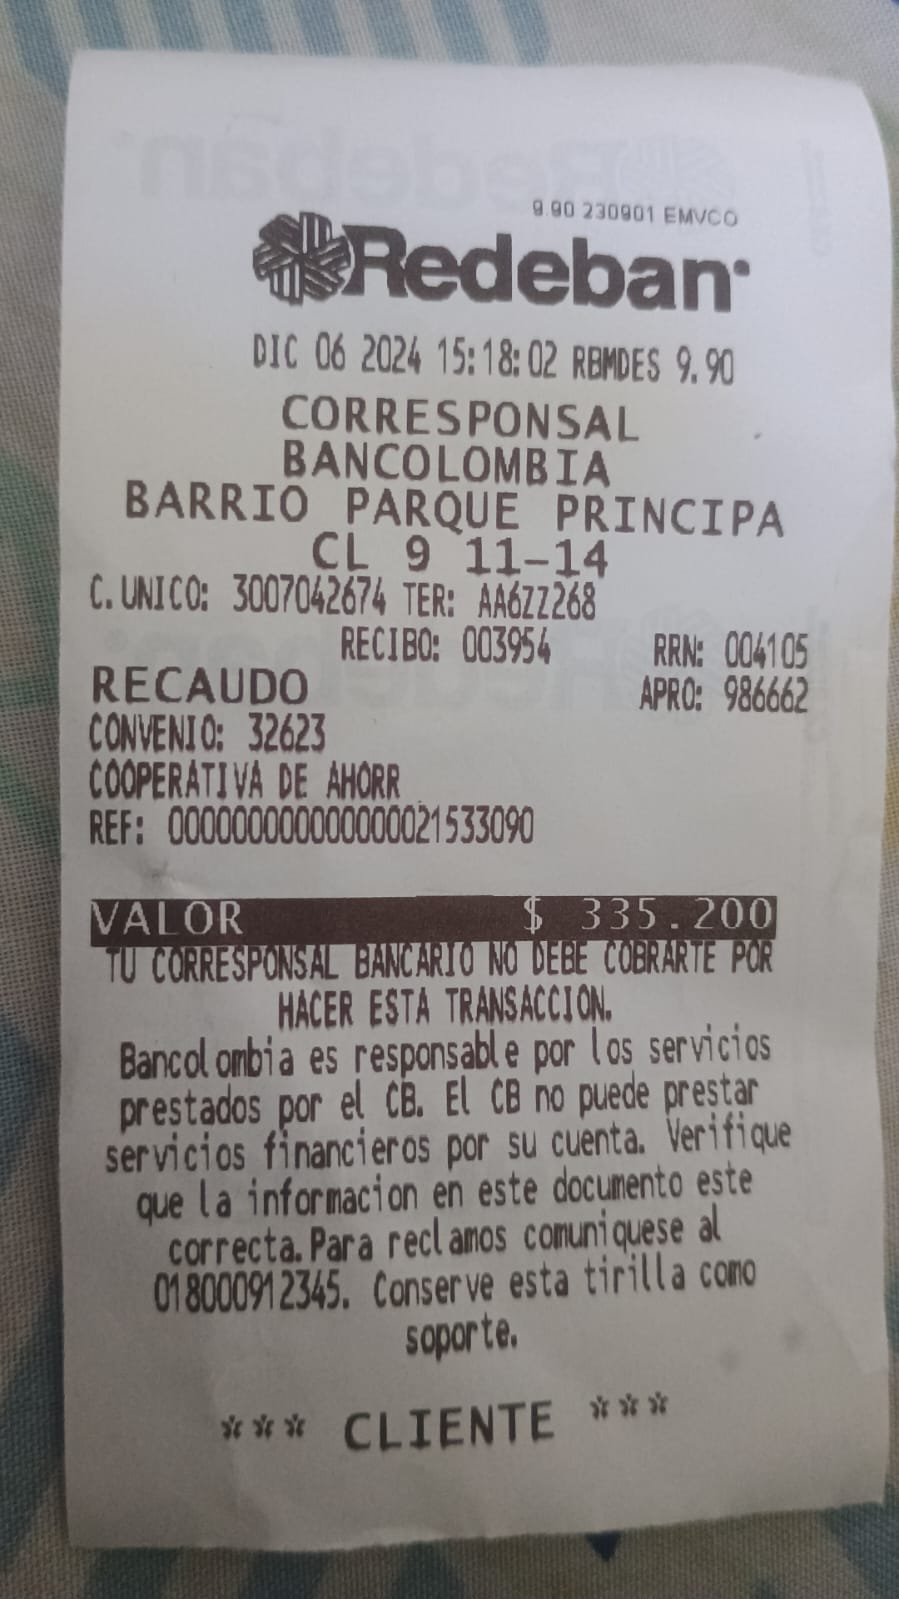 9.90 230901 EMVCO
Redeban
DIC 06 2024 15:18:02 RBMDES 9.90
CORRESPONSAL
BANCOLOMBIA
BARRIO PARQUE PRINCIPA
CL 9 11-14
C. UNICO: 3007042674 TER: AA6ZZ268
RECIBO: 003954 RRN: 004105
RECAUDO APRO: 986662
CONVENIO: 32623
COOPERATIVA DE AHORR
REF: 000000000000000021533090
VALOR $ 335.200
TU CORRESPONSAL BANCARIO NO DEBE COBRARTE POR
HACER ESTA TRANSACCION.
Bancolombia es responsable por los servicios
prestados por el CB. El CB no puede prestar
servicios financieros por su cuenta. Verifique
que la informacion en este documento este
correcta.Para reclamos comuniquese al
018000912345. Conserve esta tirilla como
soporte.
*** CLIENTE ***